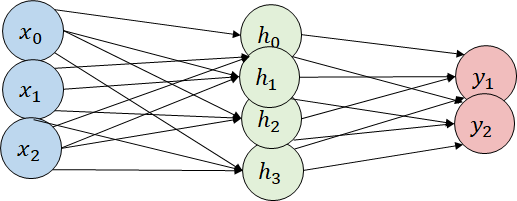 x₀
x₁
x₂
h₀
h₁
h₂
h₃
y₁
y₂